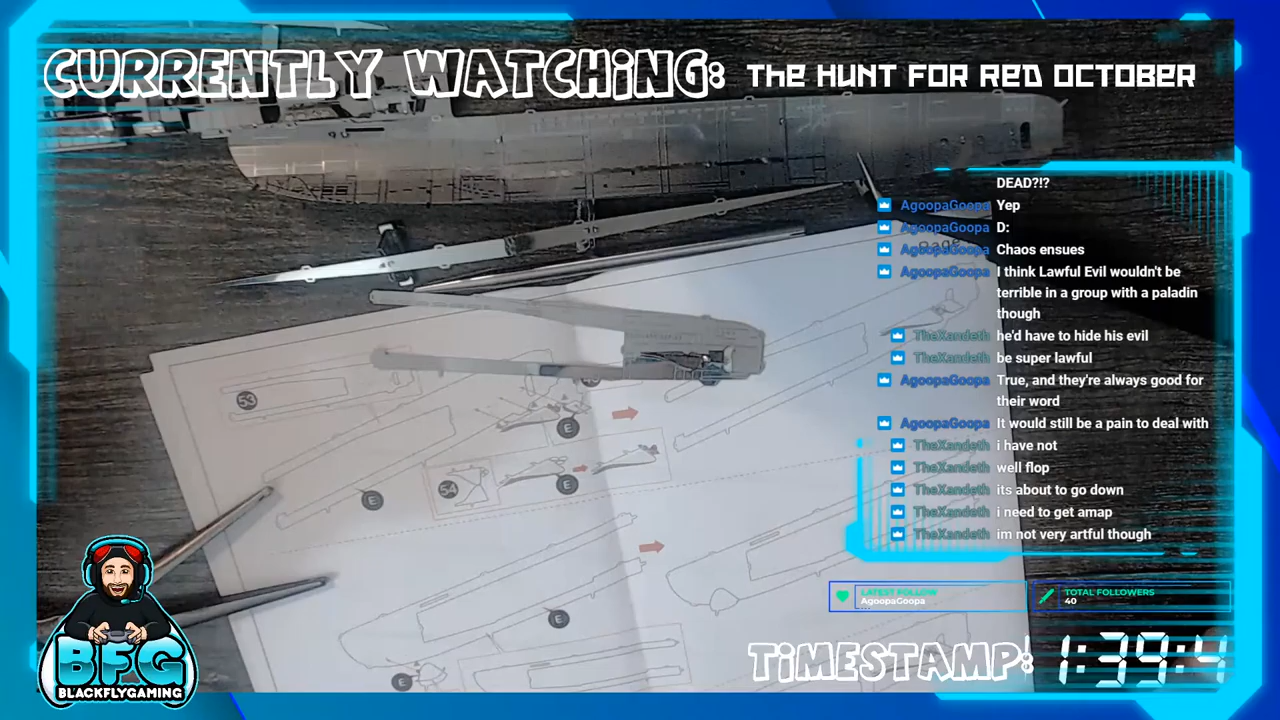 CURRENTLY WATCHING: THE HUNT FOR RED OCTOBER
DEAD?!?
AgoopaGoopa Yep
AgoopaGoopa D:
AgoopaGoopa Chaos ensues
AgoopaGoopa I think Lawful Evil wouldn't be
terrible in a group with a paladin
though
TheXandeth he'd have to hide his evil
TheXandeth be super lawful
AgoopaGoopa True, and they're always good for
their word
AgoopaGoopa It would still be a pain to deal with
TheXandeth i have not
TheXandeth well flop
TheXandeth its about to go down
TheXandeth i need to get amap
TheXandeth im not very artful though
53
E
E
54
E
E
E
LATEST FOLLOW
AgoopaGoopa
TOTAL FOLLOWERS
40
TIMESTAMP: 1:39:4
BFG
BLACKFLYGAMING